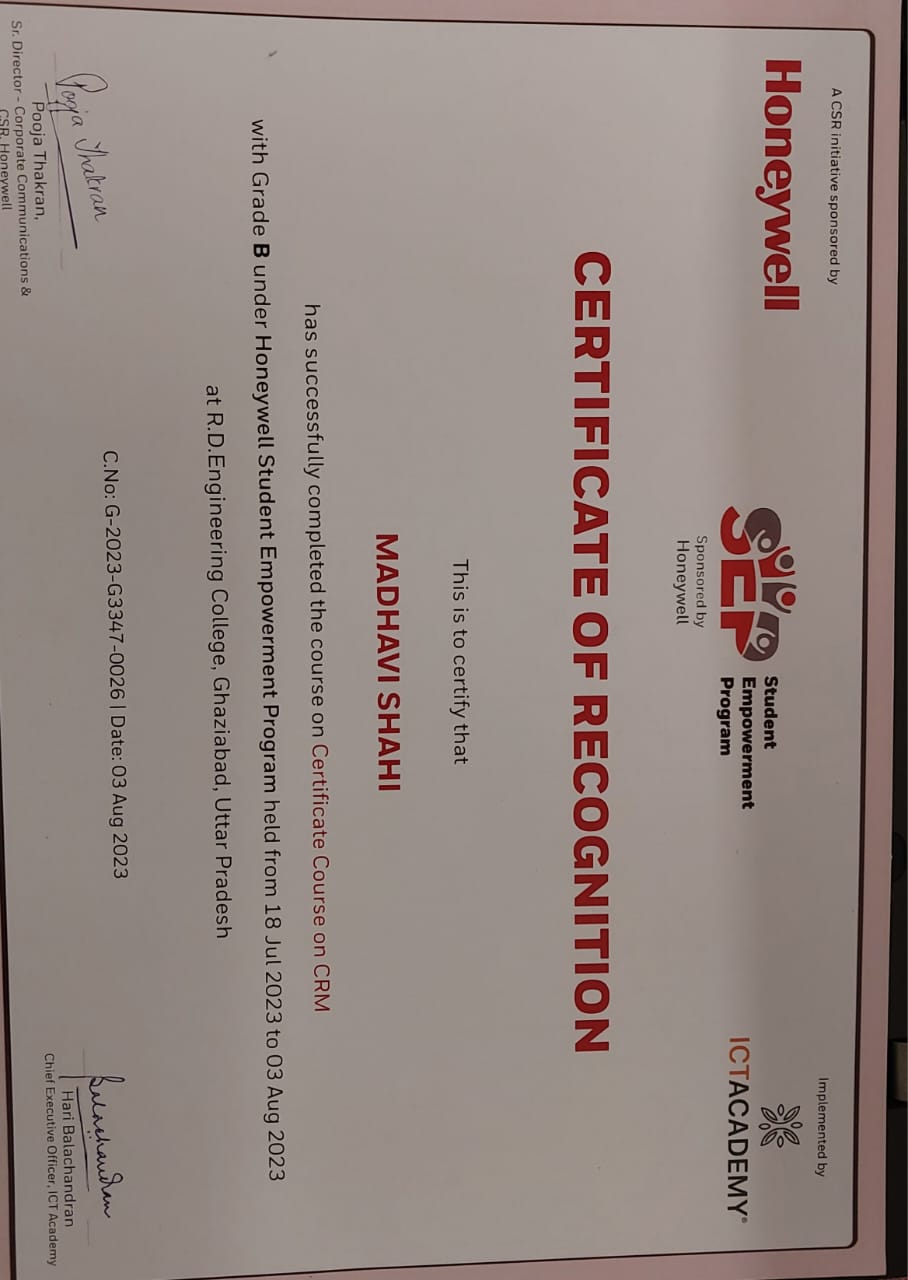 A CSR initiative sponsored by
Honeywell
SEP
Student
Empowerment
Program
Sponsored by
Honeywell
Implemented by
ICTACADEMY®
CERTIFICATE OF RECOGNITION
This is to certify that
MADHAVI SHAHI
has successfully completed the course on Certificate Course on CRM
with Grade B under Honeywell Student Empowerment Program held from 18 Jul 2023 to 03 Aug 2023
at R.D.Engineering College, Ghaziabad, Uttar Pradesh
C.No: G-2023-G3347-0026 | Date: 03 Aug 2023
Pooja Thakran
Pooja Thakran,
Sr. Director - Corporate Communications &
CSR, Honeywell
Balachandran
Hari Balachandran
Chief Executive Officer, ICT Academy